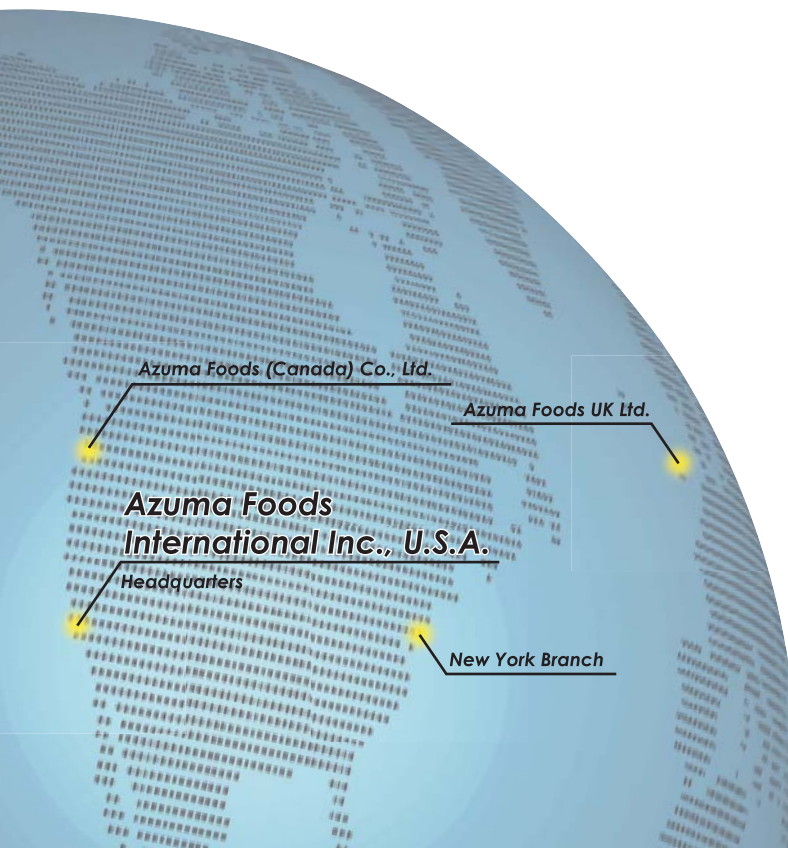 Azuma Foods (Canada) Co., Ltd.
Azuma Foods UK Ltd.
Azuma Foods
International Inc., U.S.A.
Headquarters
New York Branch